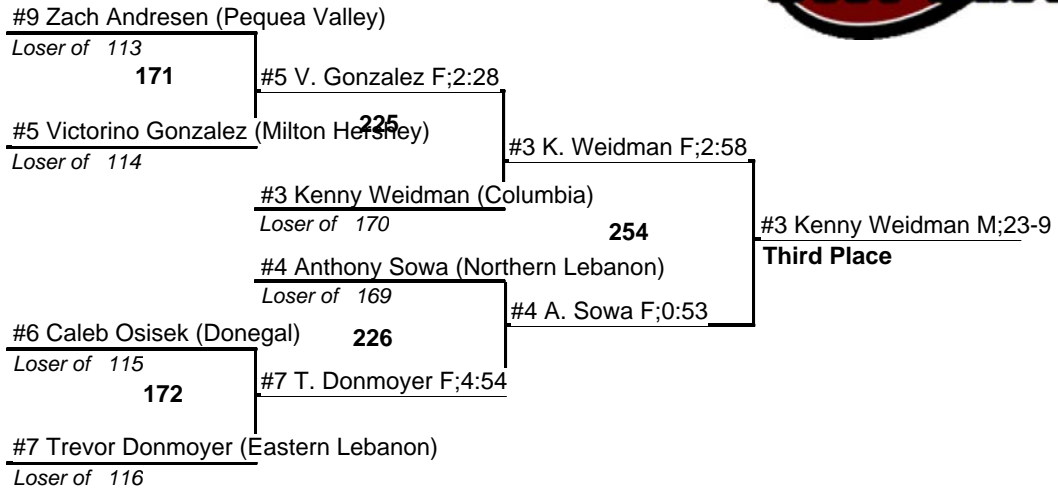 #9 Zach Andresen (Pequea Valley)
Loser of 113
171
#5 V. Gonzalez F;2:28
#5 Victorino Gonzalez (Milton Hershey)
225
Loser of 114
#3 K. Weidman F;2:58
#3 Kenny Weidman (Columbia)
Loser of 170
254
#3 Kenny Weidman M;23-9
Third Place
#4 Anthony Sowa (Northern Lebanon)
Loser of 169
#4 A. Sowa F;0:53
#6 Caleb Osisek (Donegal)
226
Loser of 115
172
#7 T. Donmoyer F;4:54
#7 Trevor Donmoyer (Eastern Lebanon)
Loser of 116